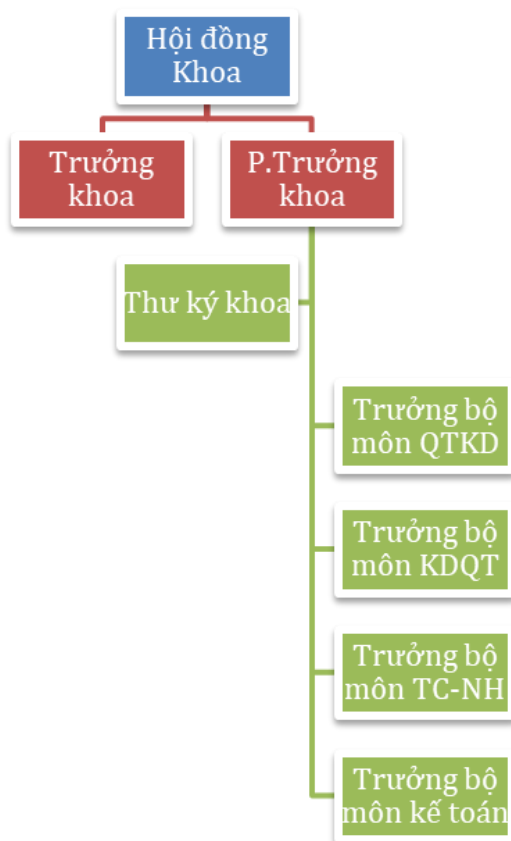 Hội đồng
Khoa
Trưởng
khoa
P.Trưởng
khoa
Thư ký khoa
Trưởng bộ
môn QTKD
Trưởng bộ
môn KDQT
Trưởng bộ
môn TC-NH
Trưởng bộ
môn kế toán